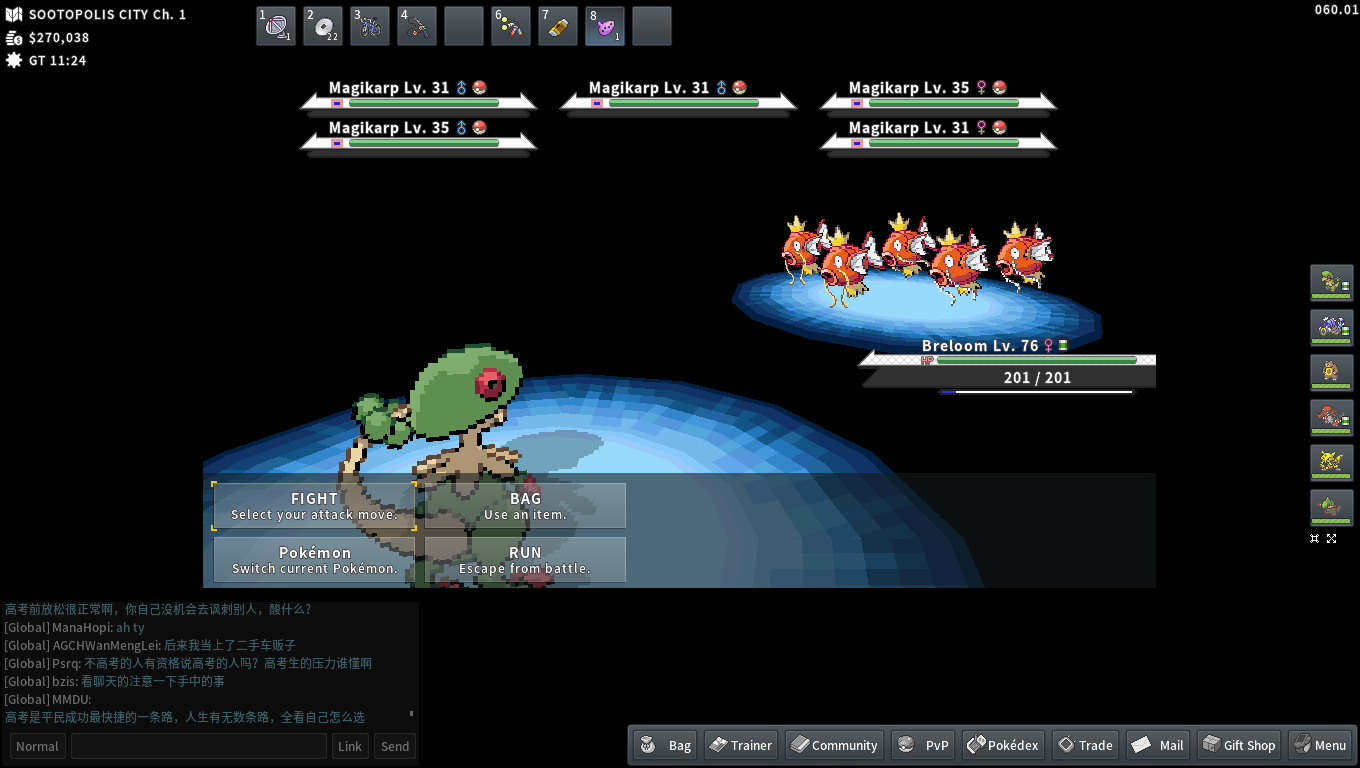 SOOTOPOLIS CITY Ch. 1
$270,038
GT 11:24
1
1
2
22
3
4
6
7
8
1
060.01
Magikarp Lv. 31
Magikarp Lv. 31
Magikarp Lv. 35
Magikarp Lv. 35
Magikarp Lv. 31
Breloom Lv. 76
HP
201 / 201
FIGHT
Select your attack move.
BAG
Use an item.
Pokémon
Switch current Pokémon.
RUN
Escape from battle.
高考前放松很正常啊，你自己没机会去讽刺别人，酸什么？
[Global] ManaHopi: ah ty
[Global] AGCHWanMengLei: 后来我当上了二手车贩子
[Global] Psrq: 不高考的人有资格说高考的人吗？高考生的压力谁懂啊
[Global] bzis: 看聊天的注意一下手中的事
[Global] MMDU:
高考是平民成功最快捷的一条路，人生有无数条路，全看自己怎么选
Normal
Link
Send
Bag
Trainer
Community
PvP
Pokédex
Trade
Mail
Gift Shop
Menu